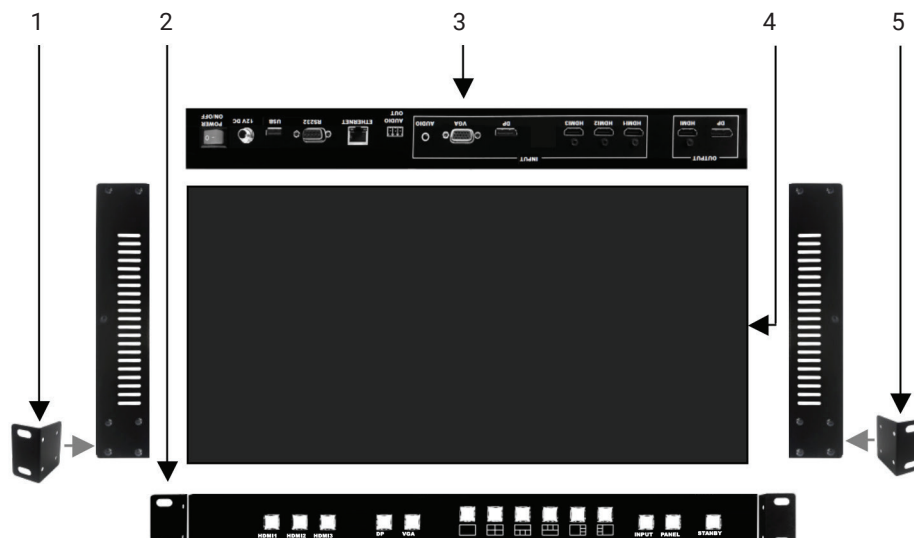 1 2 3 4 5
POWER ON/OFF
12V DC
USB
RS232
ETHERNET
AUDIO OUT
AUDIO
VGA
DP
HDMI3
HDMI2
HDMI1
INPUT
HDMI
DP
OUTPUT
HDMI1 HDMI2 HDMI3 DP VGA INPUT PANEL STANBY